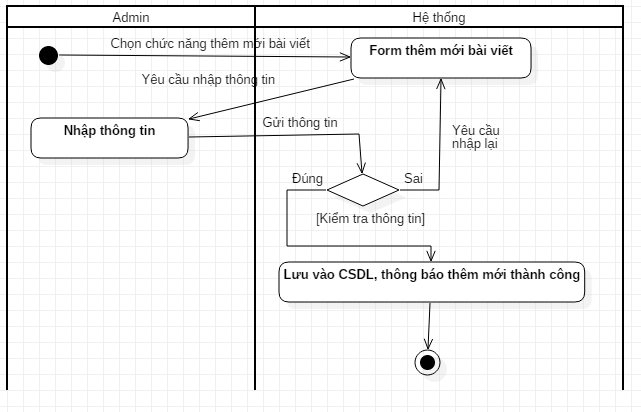 Admin
Hệ thống
Chọn chức năng thêm mới bài viết
Form thêm mới bài viết
Yêu cầu nhập thông tin
Nhập thông tin
Gửi thông tin
Yêu cầu
nhập lại
Đúng
Sai
[Kiểm tra thông tin]
Lưu vào CSDL, thông báo thêm mới thành công